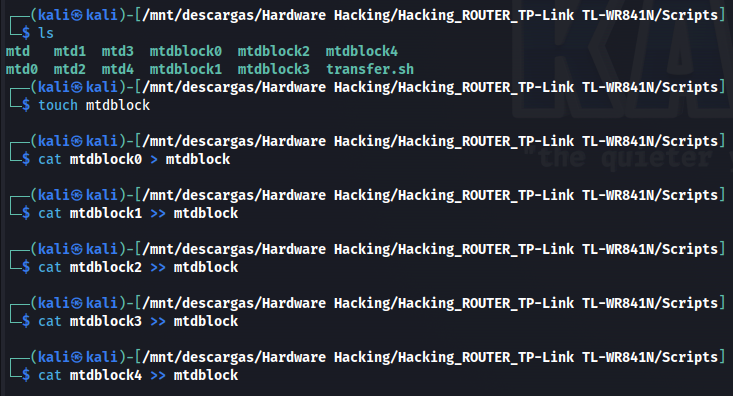 ┌──(kali㉿kali)-[/mnt/descargas/Hardware Hacking/Hacking_ROUTER_TP-Link TL-WR841N/Scripts]
└─$ ls
mtd   mtd1  mtd3  mtdblock0  mtdblock2  mtdblock4
mtd0  mtd2  mtd4  mtdblock1  mtdblock3  transfer.sh
┌──(kali㉿kali)-[/mnt/descargas/Hardware Hacking/Hacking_ROUTER_TP-Link TL-WR841N/Scripts]
└─$ touch mtdblock
┌──(kali㉿kali)-[/mnt/descargas/Hardware Hacking/Hacking_ROUTER_TP-Link TL-WR841N/Scripts]
└─$ cat mtdblock0 > mtdblock
"the quieter
┌──(kali㉿kali)-[/mnt/descargas/Hardware Hacking/Hacking_ROUTER_TP-Link TL-WR841N/Scripts]
└─$ cat mtdblock1 >> mtdblock
┌──(kali㉿kali)-[/mnt/descargas/Hardware Hacking/Hacking_ROUTER_TP-Link TL-WR841N/Scripts]
└─$ cat mtdblock2 >> mtdblock
┌──(kali㉿kali)-[/mnt/descargas/Hardware Hacking/Hacking_ROUTER_TP-Link TL-WR841N/Scripts]
└─$ cat mtdblock3 >> mtdblock
┌──(kali㉿kali)-[/mnt/descargas/Hardware Hacking/Hacking_ROUTER_TP-Link TL-WR841N/Scripts]
└─$ cat mtdblock4 >> mtdblock